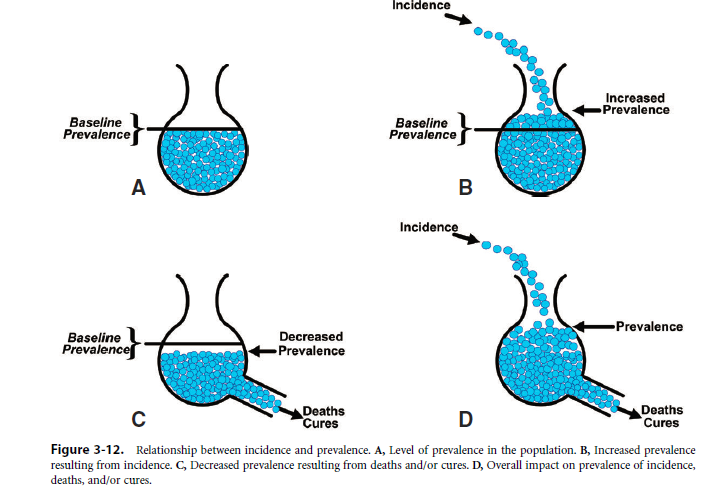 Incidence
Increased
Prevalence
Baseline
Prevalence
Baseline
Prevalence
A
B
Incidence
Prevalence
Baseline
Prevalence
Decreased
Prevalence
Deaths
Cures
Deaths
Cures
C
D
Figure 3-12. Relationship between incidence and prevalence. A, Level of prevalence in the population. B, Increased prevalence
resulting from incidence. C, Decreased prevalence resulting from deaths and/or cures. D, Overall impact on prevalence of incidence,
deaths, and/or cures.